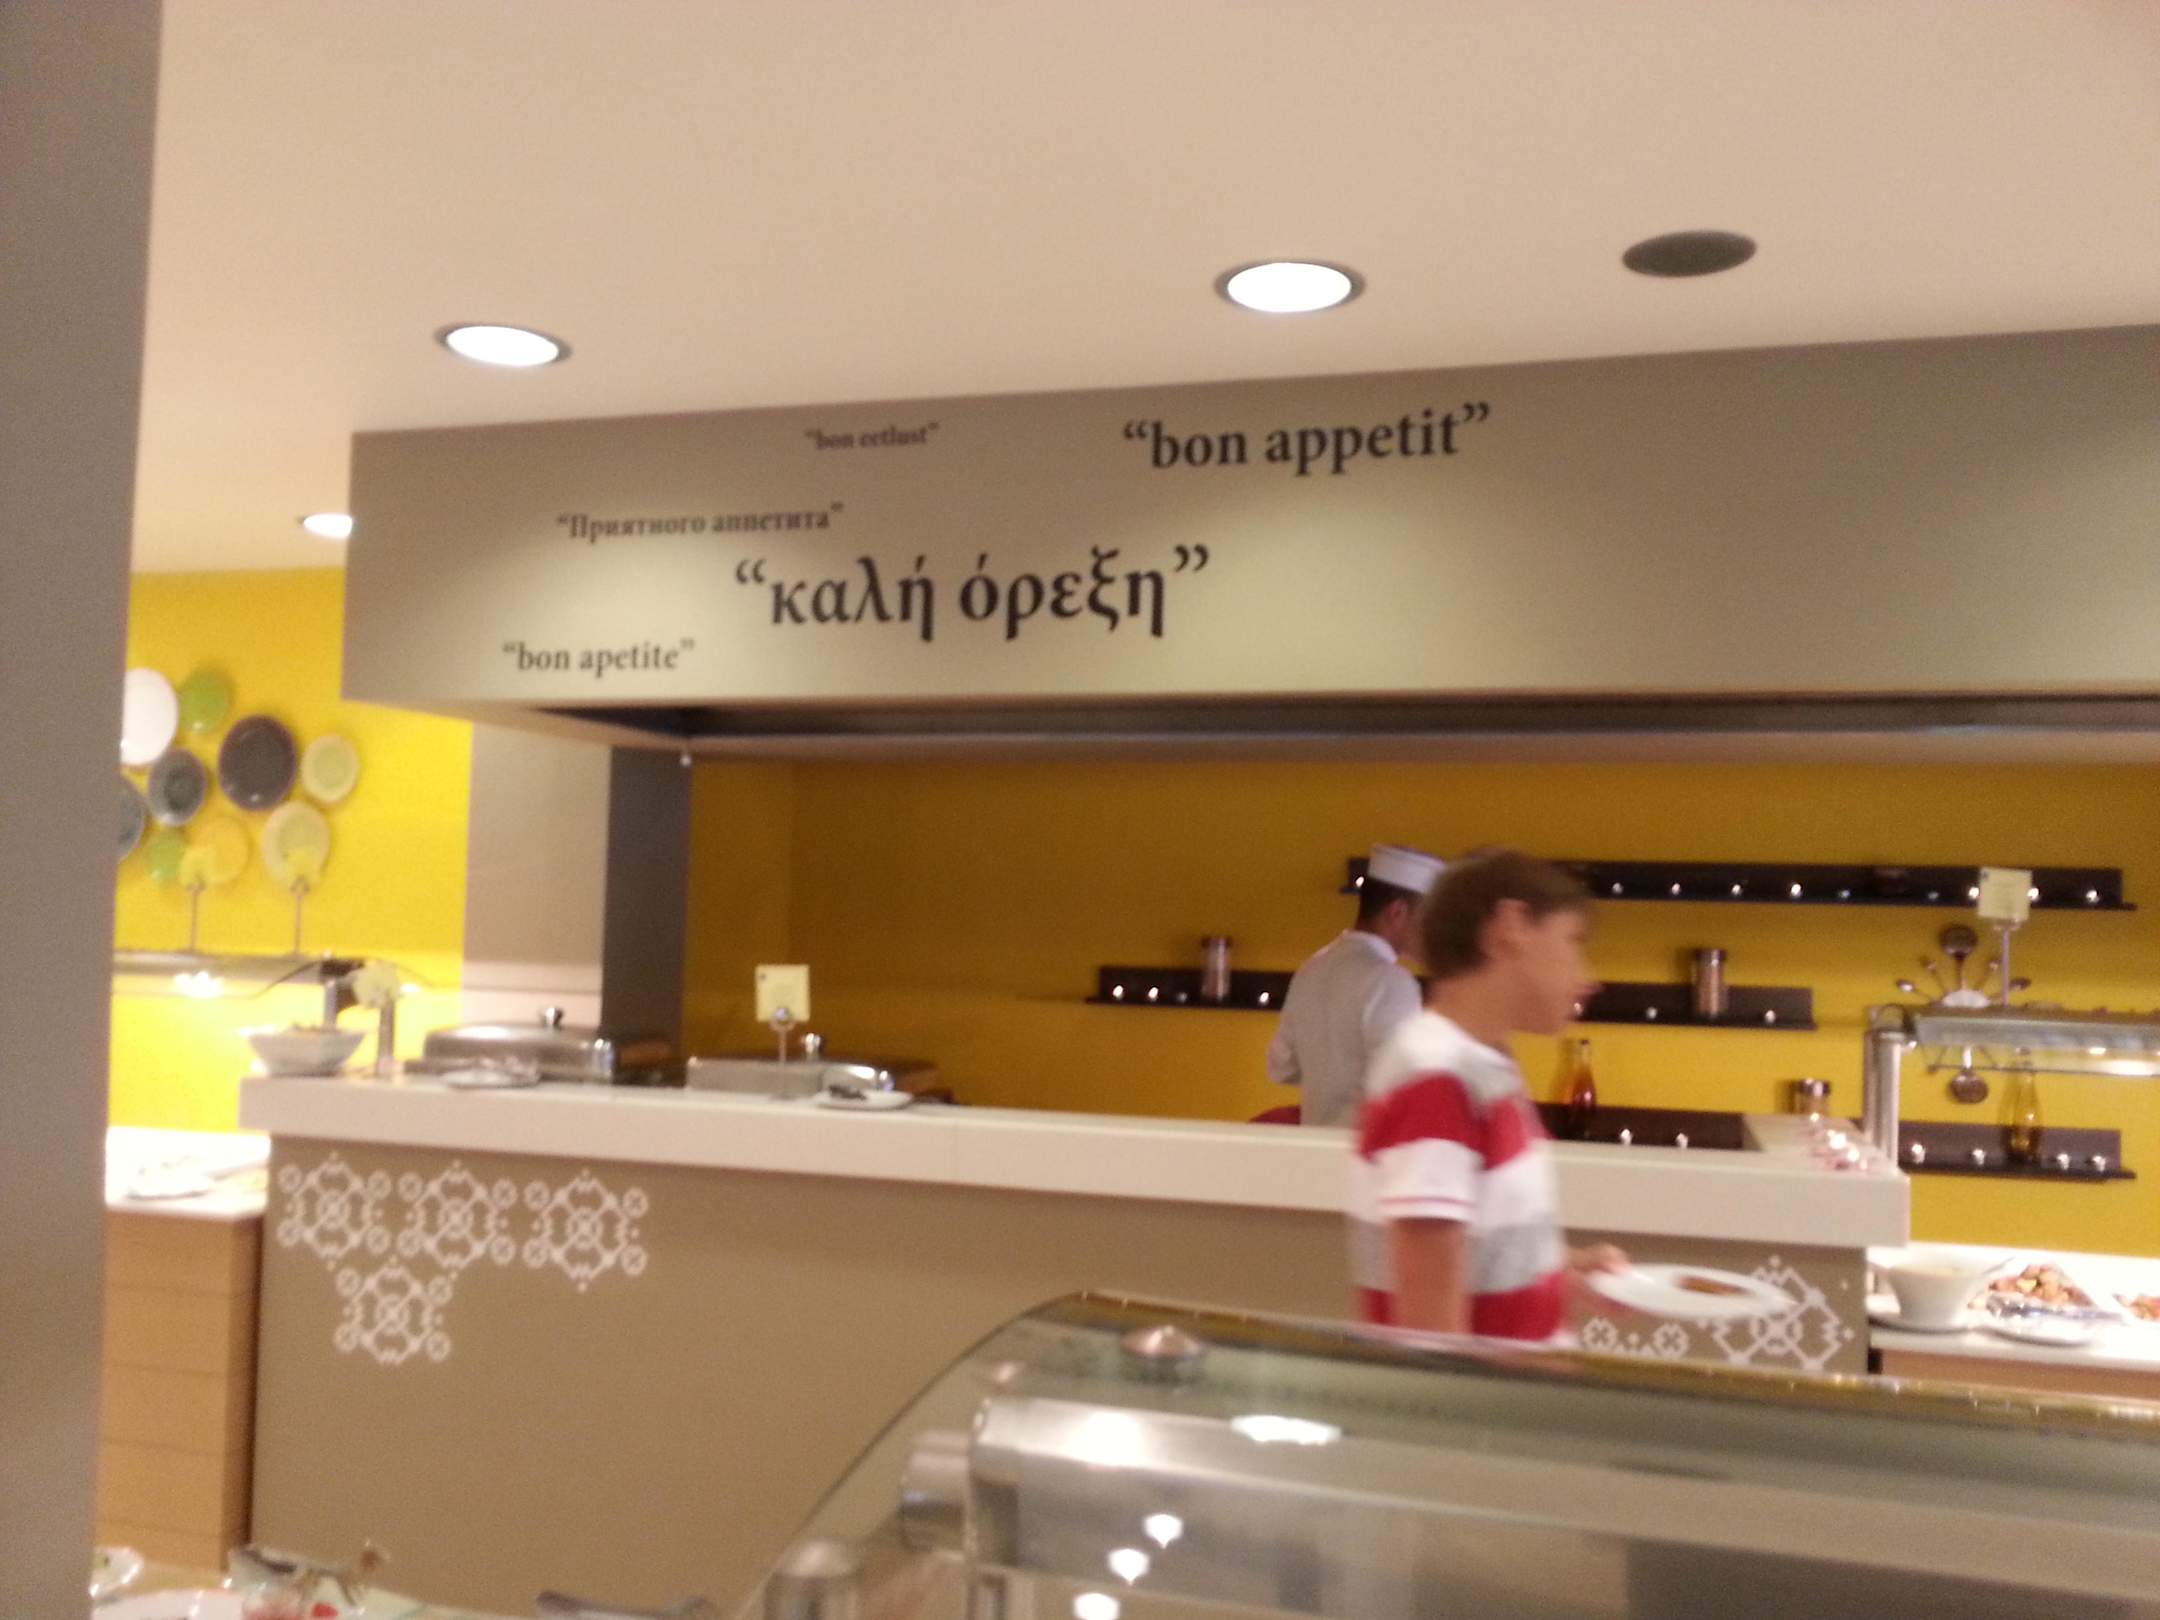 “bon eetlust”
“bon appetit”
“Приятного аппетита”
“καλή όρεξη”
“bon apetite”